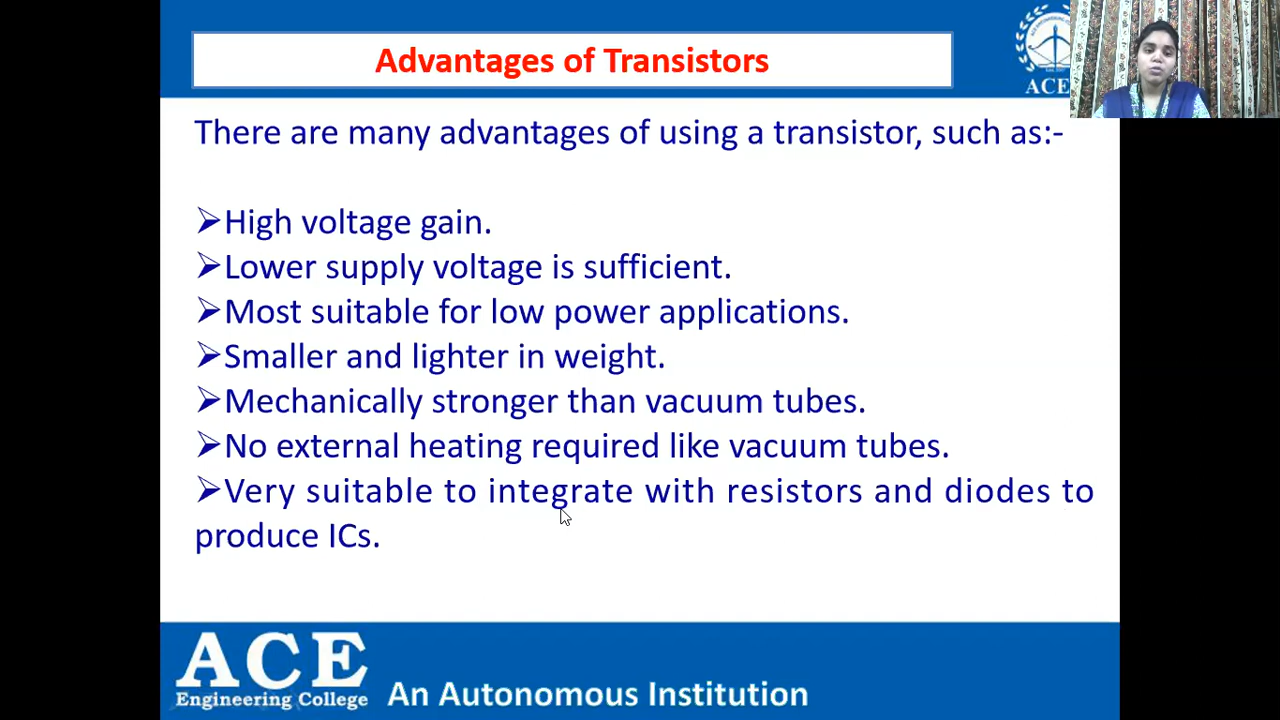 Advantages of Transistors
ACE
There are many advantages of using a transistor, such as:-
➢High voltage gain.
➢Lower supply voltage is sufficient.
➢Most suitable for low power applications.
➢Smaller and lighter in weight.
➢Mechanically stronger than vacuum tubes.
➢No external heating required like vacuum tubes.
➢Very suitable to integrate with resistors and diodes to
produce ICs.
ACE
Engineering College
An Autonomous Institution